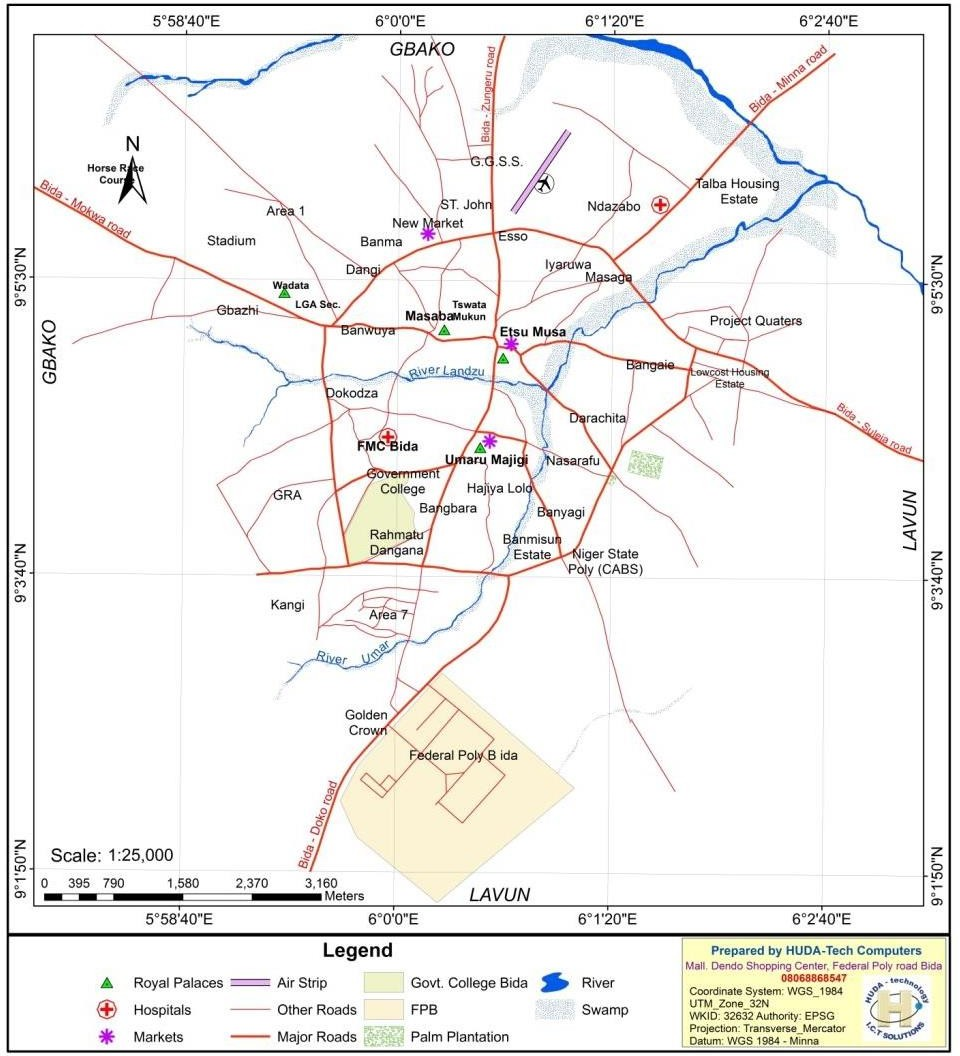 5°58'40"E 6°0'0"E 6°1'20"E 6°2'40"E
GBAKO
Bida - Zungeru road
Bida - Minna road
N
Horse Race
Course
G.G.S.S.
Bida - Mokwa road
Talba Housing
Estate
Area 1
ST. John
Ndazabo
New Market
Stadium
Banma
Esso
9°5'30"N
9°5'30"N
Dangi
Iyaruwa
Masaga
Wadata
LGA Sec.
Gbazhi
Tswata
Masaba Mukun
Project Quaters
Banwuya
Etsu Musa
GBAKO
River Landzu
Bangaie
Lowcost Housing
Estate
Dokodza
Darachita
Bida - Suleja road
FMC Bida
Umaru Majigi
Nasarafu
Government
College
Hajiya Lolo
GRA
Bangbara
Banyagi
LAVUN
Rahmatu
Dangana
Banmisun
Estate
Niger State
Poly (CABS)
9°3'40"N
9°3'40"N
Kangi
Area 7
River Umar
Golden
Crown
Federal Poly B ida
Bida - Doko road
9°1'50"N
9°1'50"N
Scale: 1:25,000
0 395 790 1,580 2,370 3,160
Meters
LAVUN
5°58'40"E 6°0'0"E 6°1'20"E 6°2'40"E
Legend
Royal Palaces Air Strip Govt. College Bida River
Hospitals Other Roads FPB Swamp
Markets Major Roads Palm Plantation
Prepared by HUDA-Tech Computers
Mall. Dendo Shopping Center, Federal Poly road Bida
08068868547
Coordinate System: WGS_1984
UTM_Zone_32N
WKID: 32632 Authority: EPSG
Projection: Transverse_Mercator
Datum: WGS 1984 - Minna
HUDA - technology
H
I.C.T SOLUTIONS